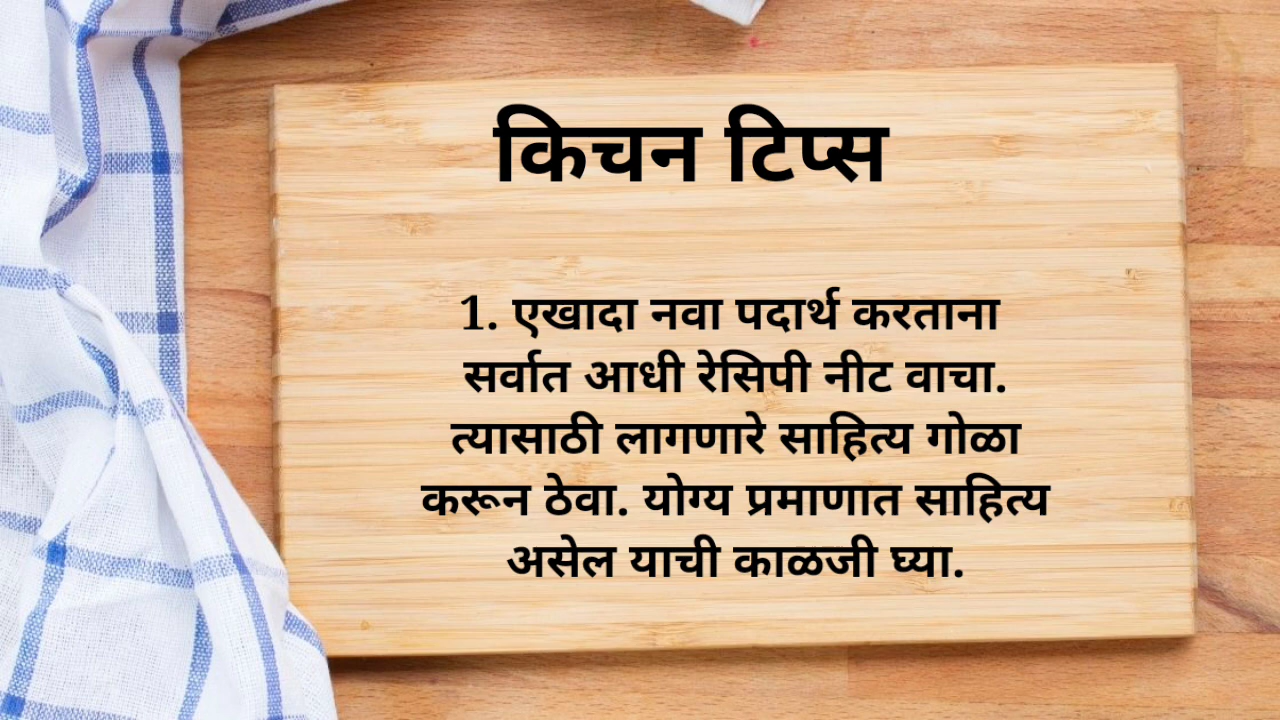 किचन टिप्स
1. एखादा नवा पदार्थ करताना
सर्वात आधी रेसिपी नीट वाचा.
त्यासाठी लागणारे साहित्य गोळा
करून ठेवा. योग्य प्रमाणात साहित्य
असेल याची काळजी घ्या.